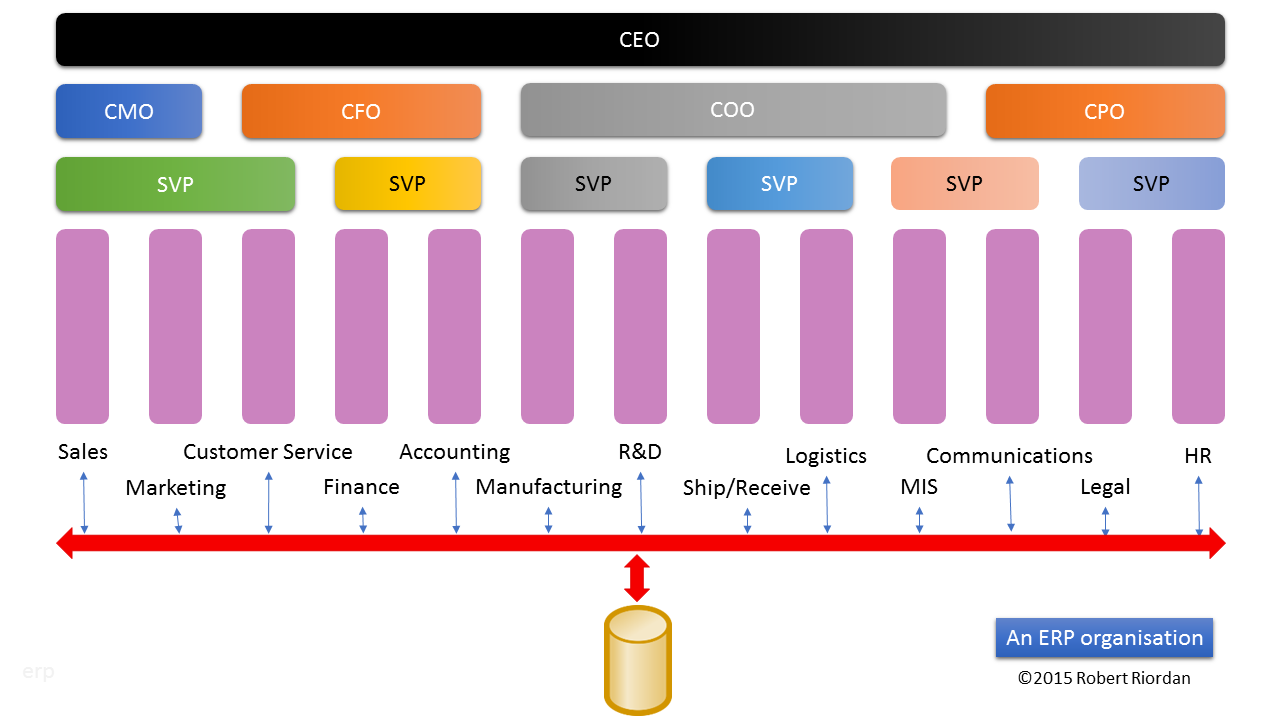 CEO
CMO CFO COO CPO
SVP SVP SVP SVP SVP SVP
Sales Customer Service Accounting R&D Logistics Communications HR
Marketing Finance Manufacturing Ship/Receive MIS Legal
An ERP organisation
erp
©2015 Robert Riordan